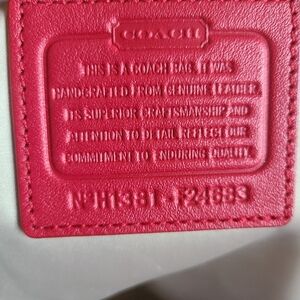 COACH
THIS IS A COACH BAG. IT WAS
HANDCRAFTED FROM GENUINE LEATHER.
ITS SUPERIOR CRAFTSMANSHIP AND
ATTENTION TO DETAIL REFLECT OUR
COMMITMENT TO ENDURING QUALITY.
Nº H1381 - F24683